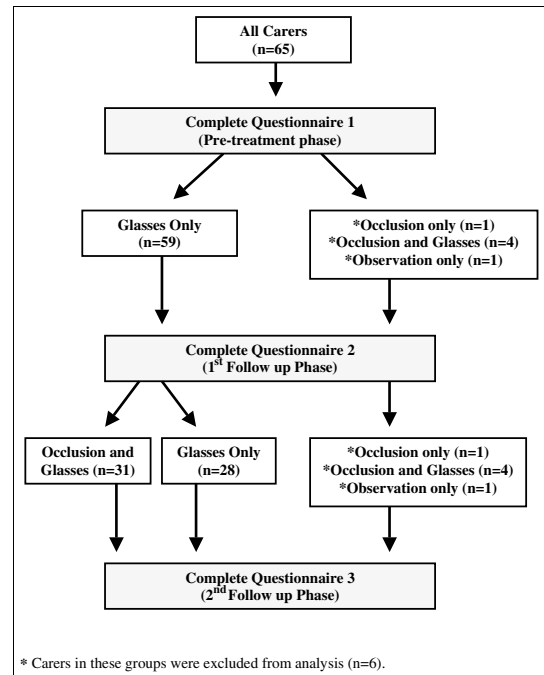 All Carers
(n=65)
Complete Questionnaire 1
(Pre-treatment phase)
Glasses Only
(n=59)
*Occlusion only (n=1)
*Occlusion and Glasses (n=4)
*Observation only (n=1)
Complete Questionnaire 2
(1st Follow up Phase)
Occlusion and
Glasses (n=31)
Glasses Only
(n=28)
*Occlusion only (n=1)
*Occlusion and Glasses (n=4)
*Observation only (n=1)
Complete Questionnaire 3
(2nd Follow up Phase)
* Carers in these groups were excluded from analysis (n=6).